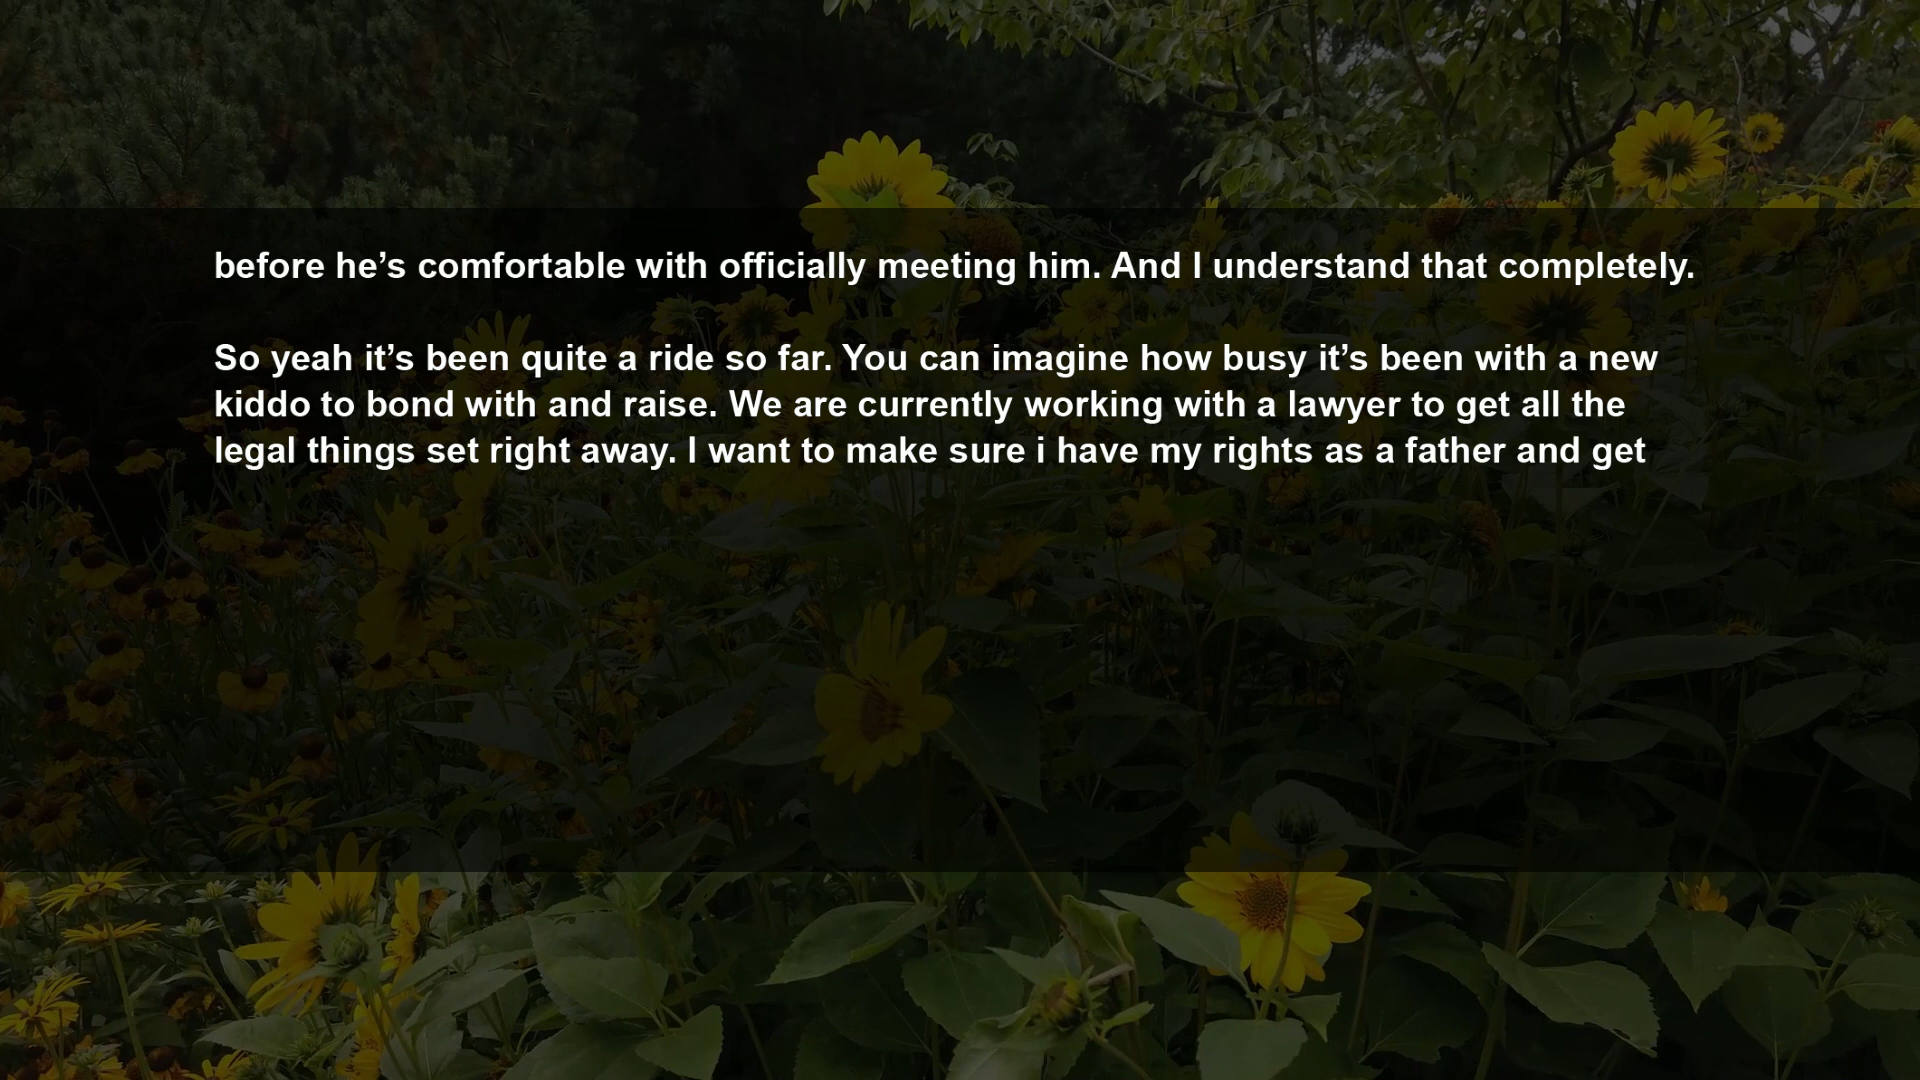 before he’s comfortable with officially meeting him. And I understand that completely.
So yeah it’s been quite a ride so far. You can imagine how busy it’s been with a new
kiddo to bond with and raise. We are currently working with a lawyer to get all the
legal things set right away. I want to make sure i have my rights as a father and get